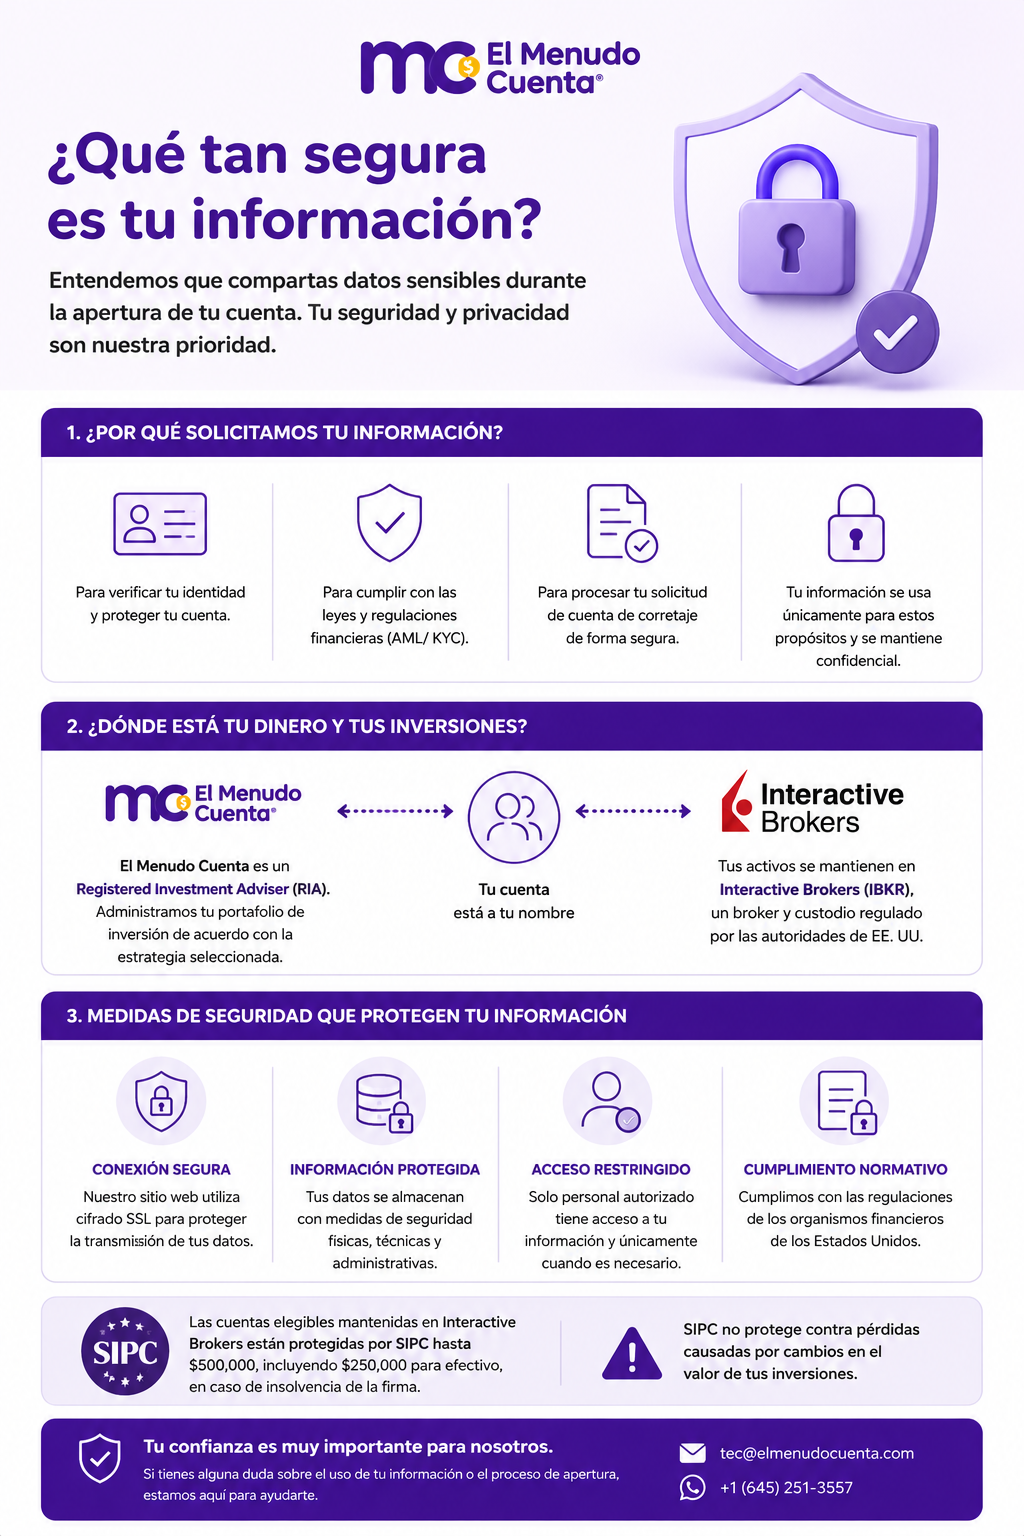 mc El Menudo
Cuenta®
¿Qué tan segura
es tu información?
Entendemos que compartas datos sensibles durante
la apertura de tu cuenta. Tu seguridad y privacidad
son nuestra prioridad.
1. ¿POR QUÉ SOLICITAMOS TU INFORMACIÓN?
Para verificar tu identidad
y proteger tu cuenta.
Para cumplir con las
leyes y regulaciones
financieras (AML/ KYC).
Para procesar tu solicitud
de cuenta de corretaje
de forma segura.
Tu información se usa
únicamente para estos
propósitos y se mantiene
confidencial.
2. ¿DÓNDE ESTÁ TU DINERO Y TUS INVERSIONES?
mc El Menudo
Cuenta®
El Menudo Cuenta es un
Registered Investment Adviser (RIA).
Administramos tu portafolio de
inversión de acuerdo con la
estrategia seleccionada.
Tu cuenta
está a tu nombre
Interactive
Brokers
Tus activos se mantienen en
Interactive Brokers (IBKR),
un broker y custodio regulado
por las autoridades de EE. UU.
3. MEDIDAS DE SEGURIDAD QUE PROTEGEN TU INFORMACIÓN
CONEXIÓN SEGURA
Nuestro sitio web utiliza
cifrado SSL para proteger
la transmisión de tus datos.
INFORMACIÓN PROTEGIDA
Tus datos se almacenan
con medidas de seguridad
físicas, técnicas y
administrativas.
ACCESO RESTRINGIDO
Solo personal autorizado
tiene acceso a tu
información y únicamente
cuando es necesario.
CUMPLIMIENTO NORMATIVO
Cumplimos con las regulaciones
de los organismos financieros
de los Estados Unidos.
SIPC
Las cuentas elegibles mantenidas en Interactive
Brokers están protegidas por SIPC hasta
$500,000, incluyendo $250,000 para efectivo,
en caso de insolvencia de la firma.
SIPC no protege contra pérdidas
causadas por cambios en el
valor de tus inversiones.
Tu confianza es muy importante para nosotros.
Si tienes alguna duda sobre el uso de tu información o el proceso de apertura,
estamos aquí para ayudarte.
tec@elmenudocuenta.com
+1 (645) 251-3557